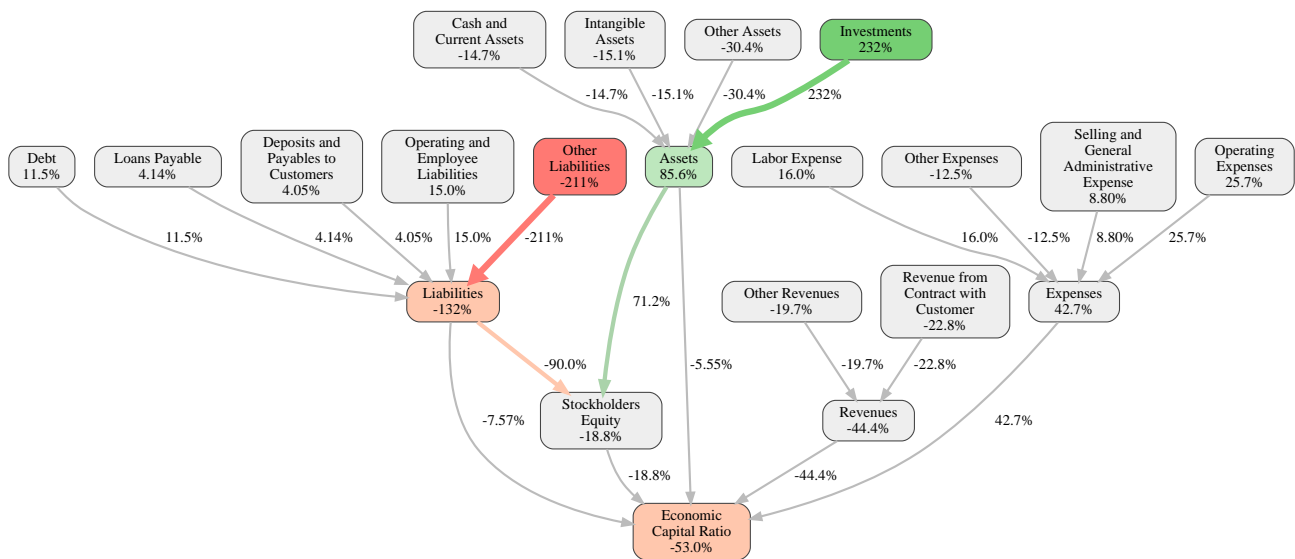 Cash and
Current Assets
-14.7%
Intangible
Assets
-15.1%
Other Assets
-30.4%
Investments
232%
-14.7%
-15.1%
-30.4%
232%
Debt
11.5%
Loans Payable
4.14%
Deposits and
Payables to
Customers
4.05%
Operating and
Employee
Liabilities
15.0%
Other
Liabilities
-211%
Assets
85.6%
Labor Expense
16.0%
Other Expenses
-12.5%
Selling and
General
Administrative
Expense
8.80%
Operating
Expenses
25.7%
11.5%
4.14%
4.05%
15.0%
-211%
16.0%
-12.5%
8.80%
25.7%
Liabilities
-132%
71.2%
Other Revenues
-19.7%
Revenue from
Contract with
Customer
-22.8%
Expenses
42.7%
-90.0%
-5.55%
-19.7%
-22.8%
-7.57%
Stockholders
Equity
-18.8%
Revenues
-44.4%
42.7%
-18.8%
-44.4%
Economic
Capital Ratio
-53.0%